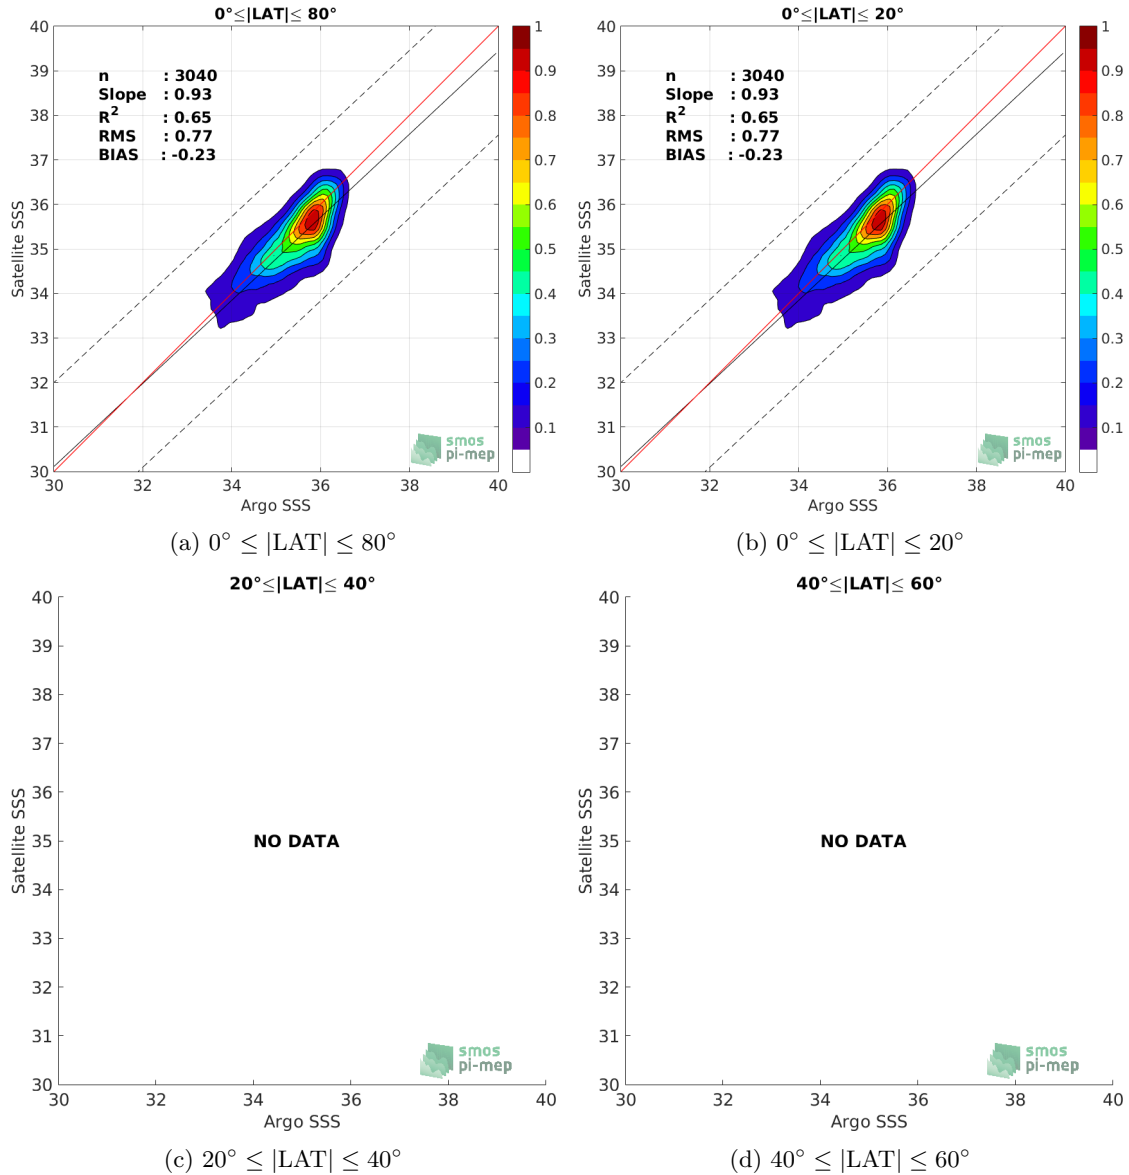 0°≤|LAT|≤ 80°
40
39
38
37
36
35
34
33
32
31
30
Satellite SSS
n : 3040
Slope : 0.93
R² : 0.65
RMS : 0.77
BIAS : -0.23
smos
pi-mep
30 32 34 36 38 40
Argo SSS
1
0.9
0.8
0.7
0.6
0.5
0.4
0.3
0.2
0.1
(a) 0° ≤ |LAT| ≤ 80°
0°≤|LAT|≤ 20°
40
39
38
37
36
35
34
33
32
31
30
Satellite SSS
n : 3040
Slope : 0.93
R² : 0.65
RMS : 0.77
BIAS : -0.23
smos
pi-mep
30 32 34 36 38 40
Argo SSS
1
0.9
0.8
0.7
0.6
0.5
0.4
0.3
0.2
0.1
(b) 0° ≤ |LAT| ≤ 20°
20°≤|LAT|≤ 40°
40
39
38
37
36
35
34
33
32
31
30
Satellite SSS
NO DATA
smos
pi-mep
30 32 34 36 38 40
Argo SSS
(c) 20° ≤ |LAT| ≤ 40°
40°≤|LAT|≤ 60°
40
39
38
37
36
35
34
33
32
31
30
Satellite SSS
NO DATA
smos
pi-mep
30 32 34 36 38 40
Argo SSS
(d) 40° ≤ |LAT| ≤ 60°